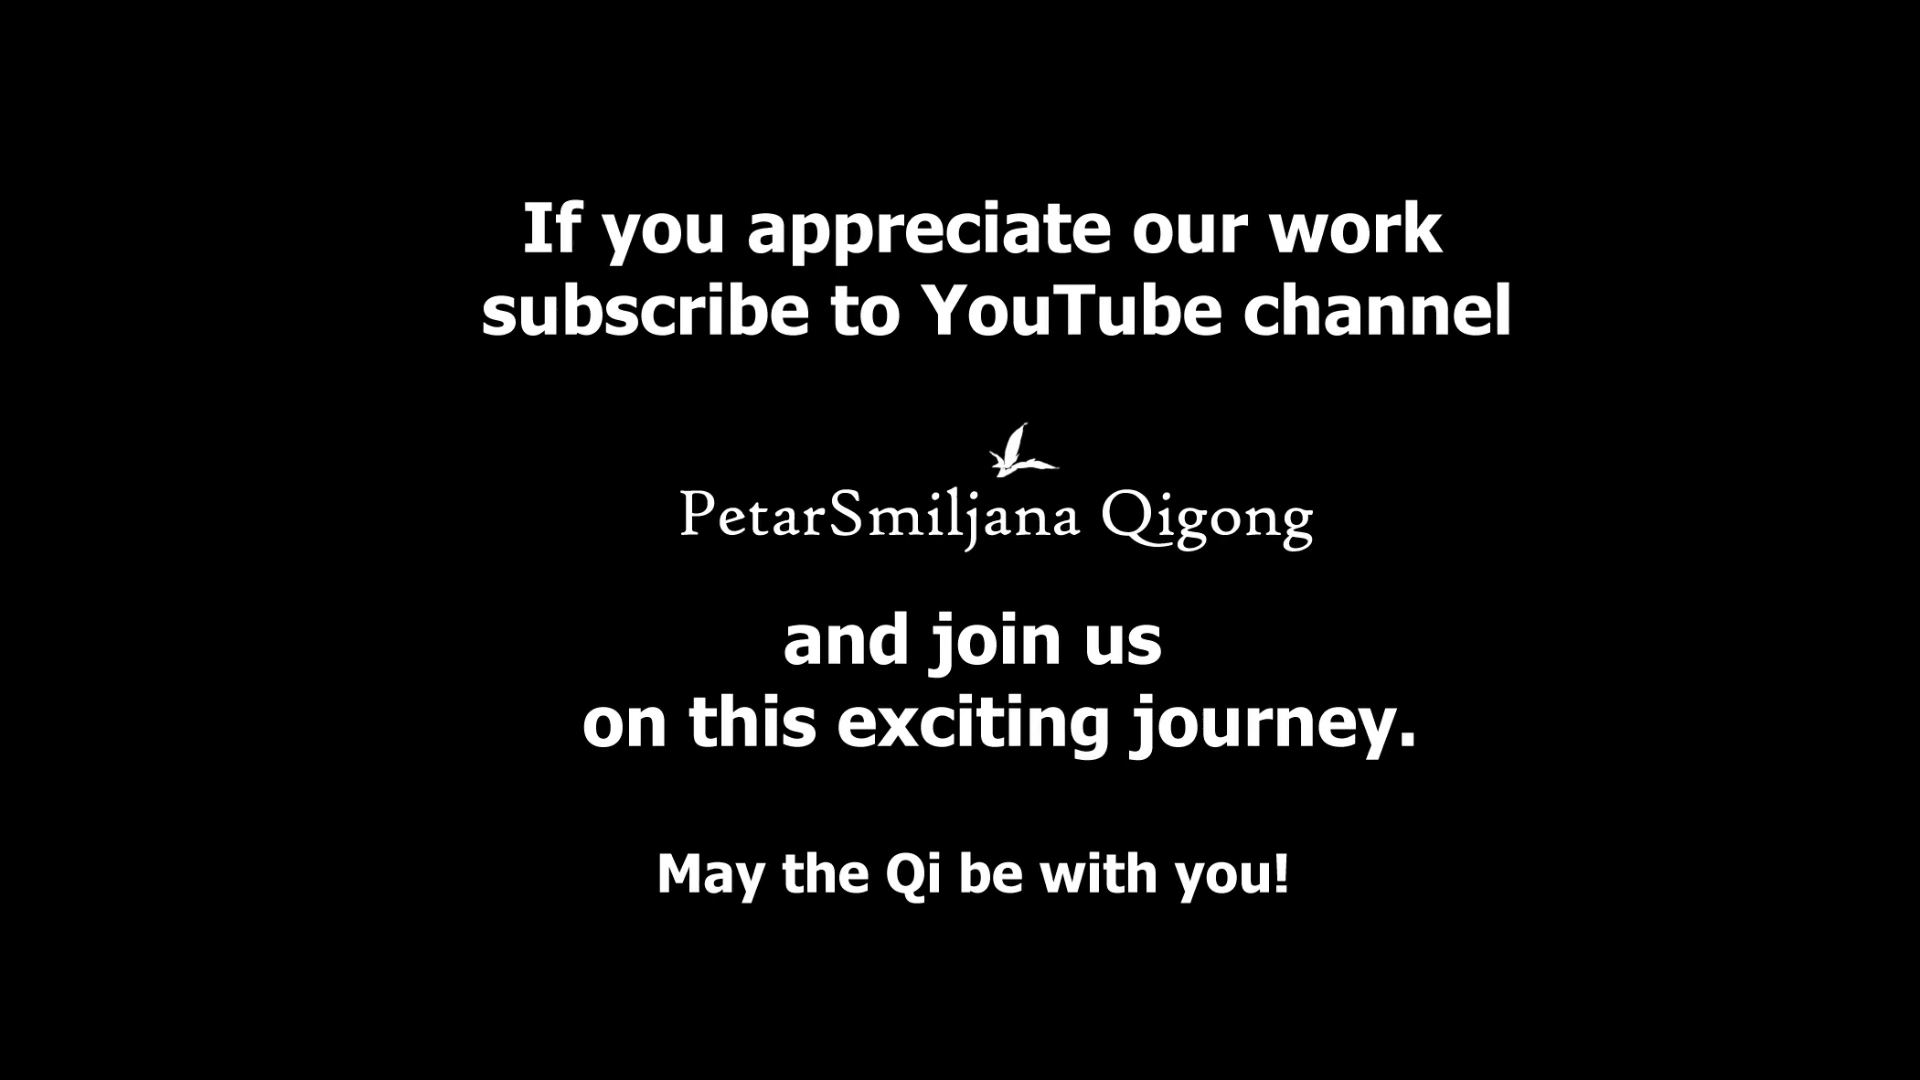 If you appreciate our work
subscribe to YouTube channel
PetarSmiljana Qigong
and join us
on this exciting journey.
May the Qi be with you!